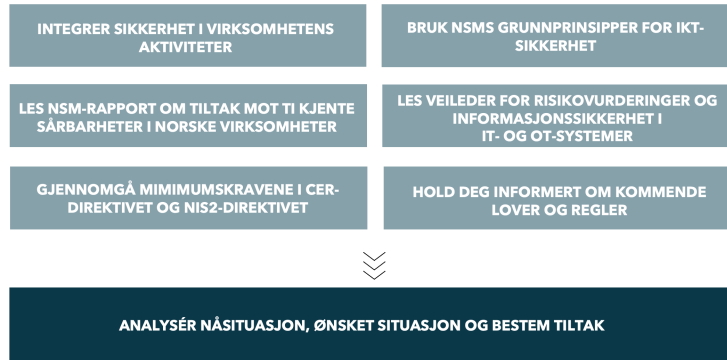 INTEGRER SIKKERHET I VIRKSOMHETENS
AKTIVITETER
BRUK NSMS GRUNNPRINSIPPER FOR IKT-
SIKKERHET
LES NSM-RAPPORT OM TILTAK MOT TI KJENTE
SÅRBARHETER I NORSKE VIRKSOMHETER
LES VEILEDER FOR RISIKOVURDERINGER OG
INFORMASJONSSIKKERHET I
IT- OG OT-SYSTEMER
GJENNOMGÅ MIMIMUMSKRAVENE I CER-
DIREKTIVET OG NIS2-DIREKTIVET
HOLD DEG INFORMERT OM KOMMENDE
LOVER OG REGLER
ANALYSÉR NÅSITUASJON, ØNSKET SITUASJON OG BESTEM TILTAK